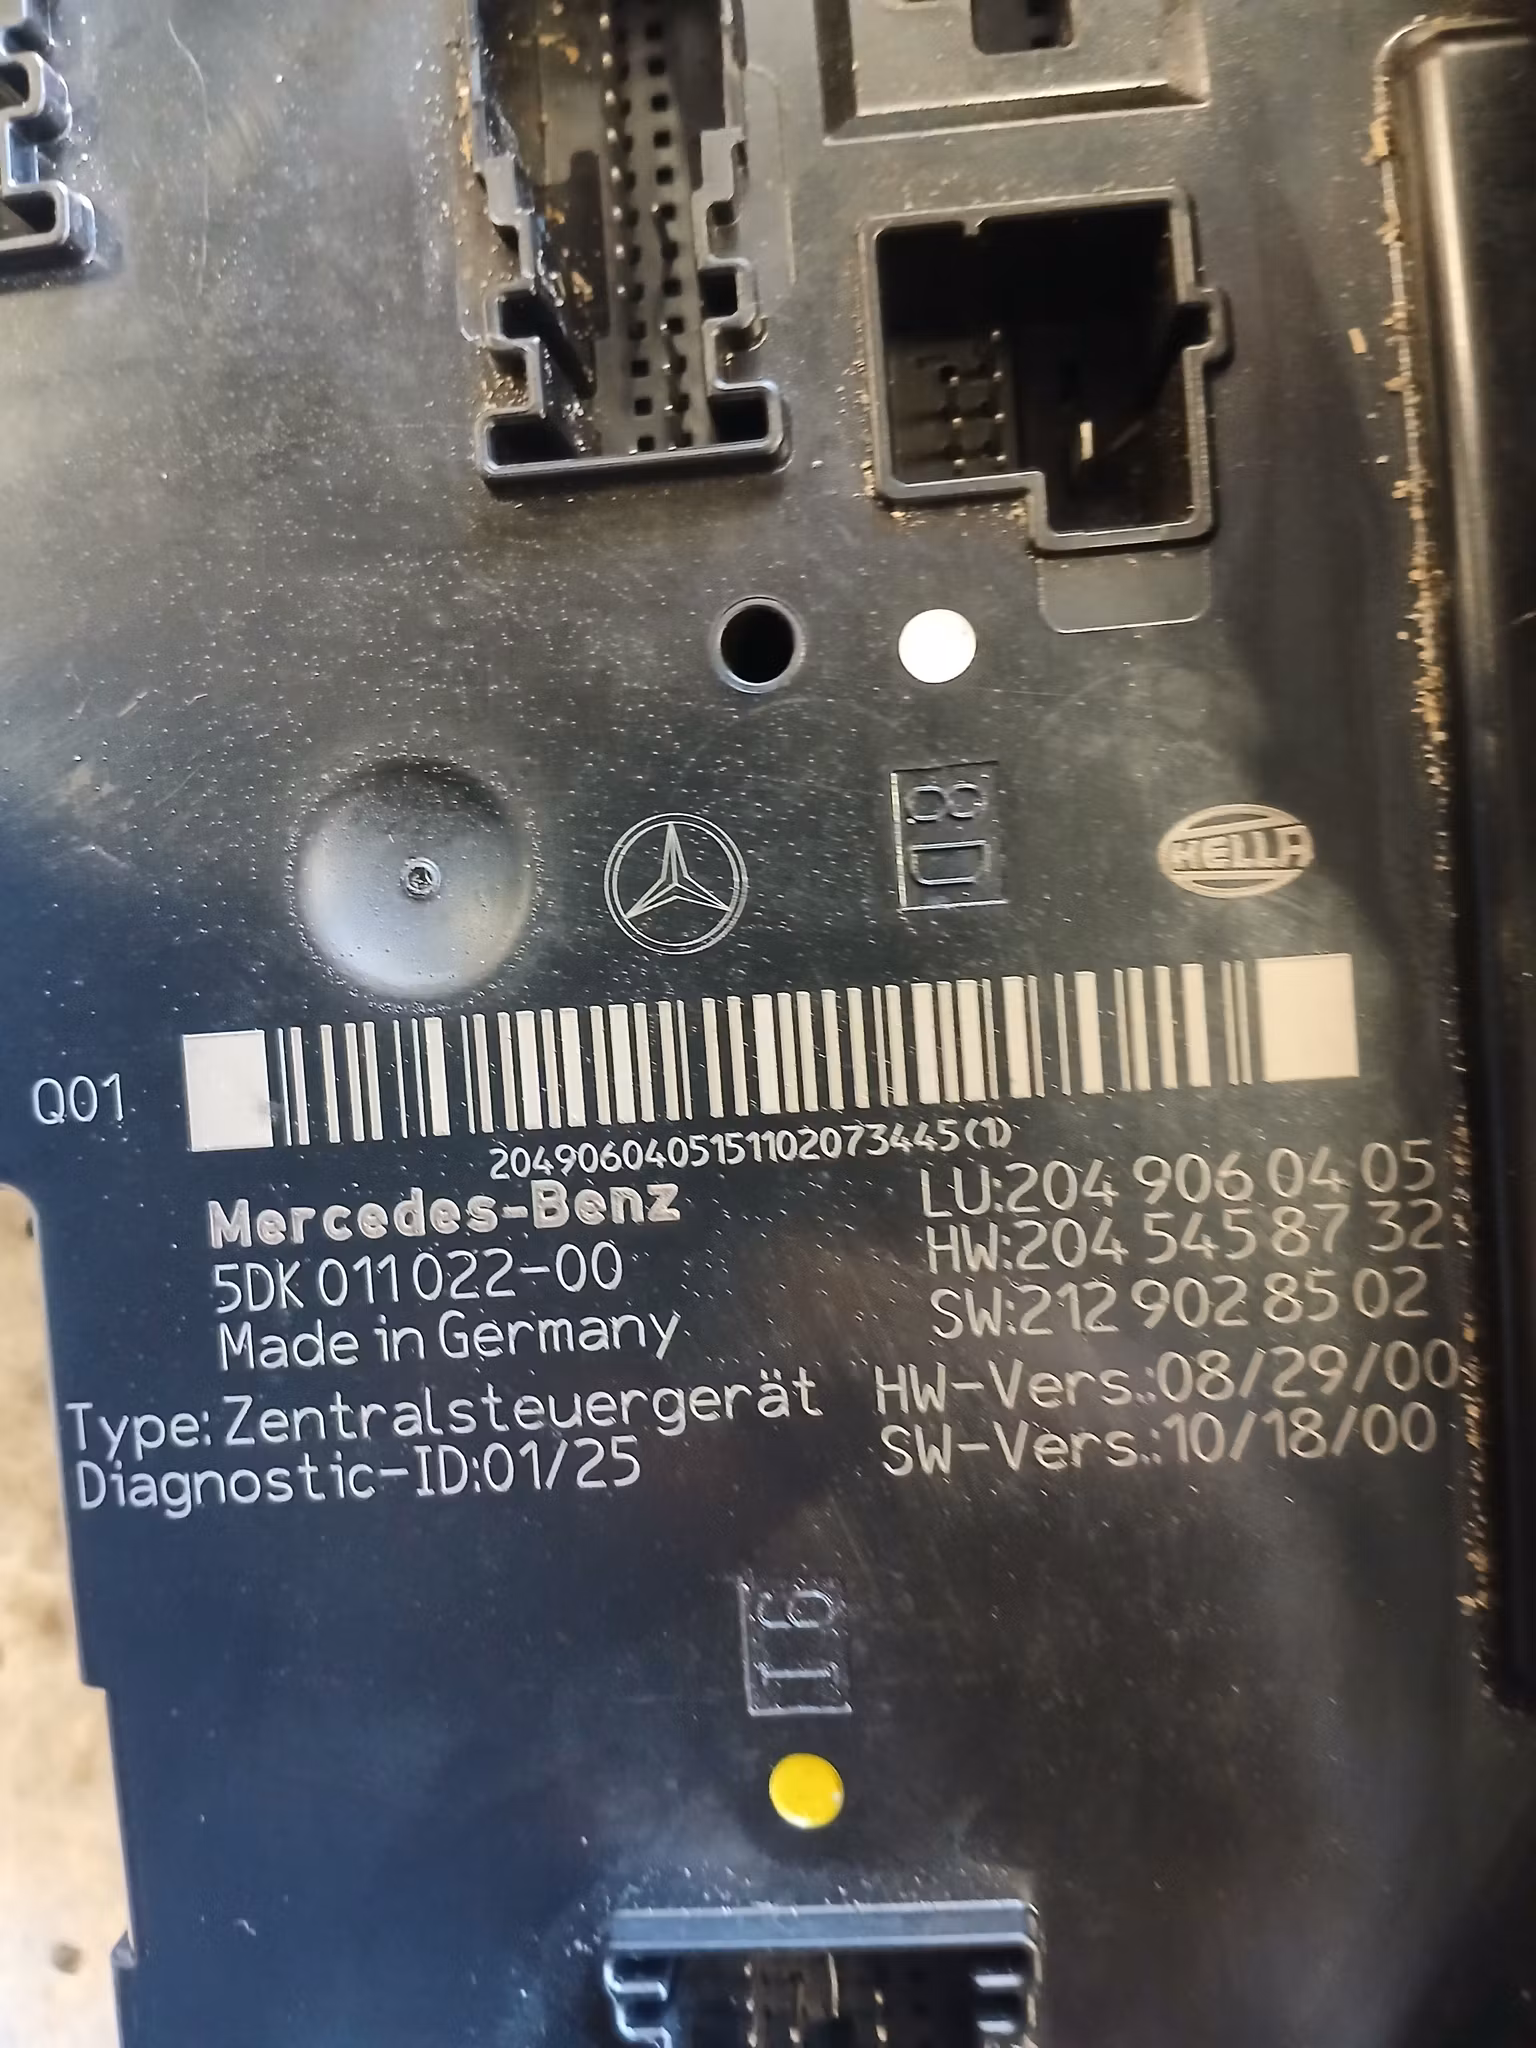 8D
HELLA
Q01
2049060405151102073445(1)
Mercedes-Benz
5DK 011 022-00
Made in Germany
Type: Zentralsteuergerät
Diagnostic-ID:01/25
LU:204 906 04 05
HW:204 545 87 32
SW:212 902 85 02
HW-Vers.:08/29/00
SW-Vers.:10/18/00
I6